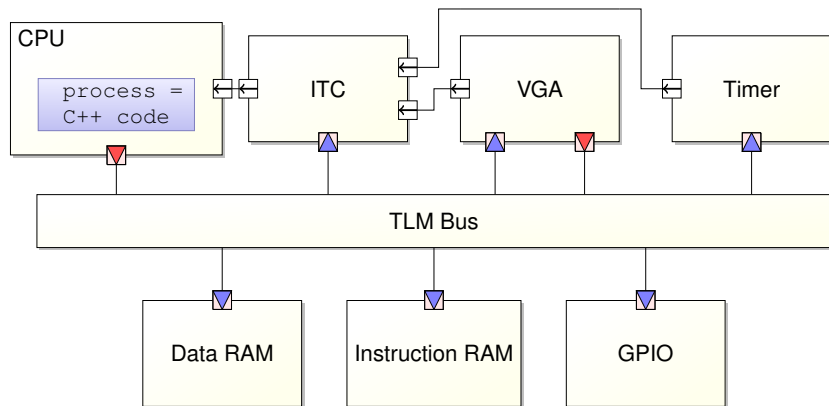 CPU
process =
C++ code
ITC
VGA
Timer
TLM Bus
Data RAM
Instruction RAM
GPIO